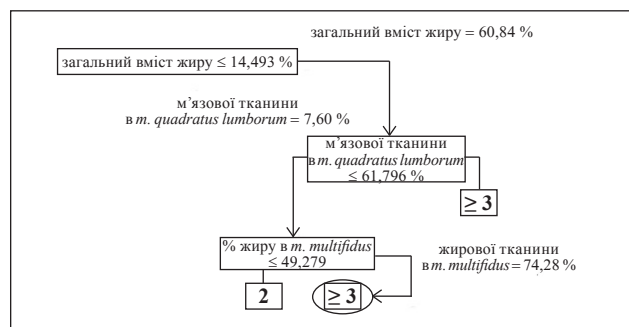 загальний вміст жиру = 60,84 %
загальний вміст жиру ≤ 14,493 %
м’язової тканини
в m. quadratus lumborum = 7,60 %
м’язової тканини
в m. quadratus lumborum
≤ 61,796 %
≥ 3
% жиру в m. multifidus
≤ 49,279
жирової тканини
в m. multifidus = 74,28 %
2
≥ 3